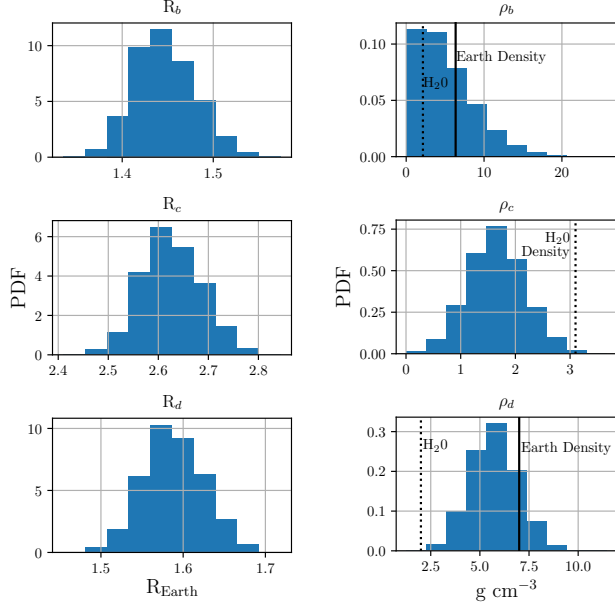 R_b
10
5
0
1.4
1.5
ρ_b
0.10
0.05
0.00
Earth Density
H₂0
0
10
20
R_c
PDF
6
4
2
0
2.4
2.5
2.6
2.7
2.8
ρ_c
PDF
0.75
0.50
0.25
0.00
H₂0
Density
0
1
2
3
R_d
10
5
0
1.5
1.6
1.7
R_Earth
ρ_d
0.3
0.2
0.1
0.0
H₂0
Earth Density
2.5
5.0
7.5
10.0
g cm⁻³